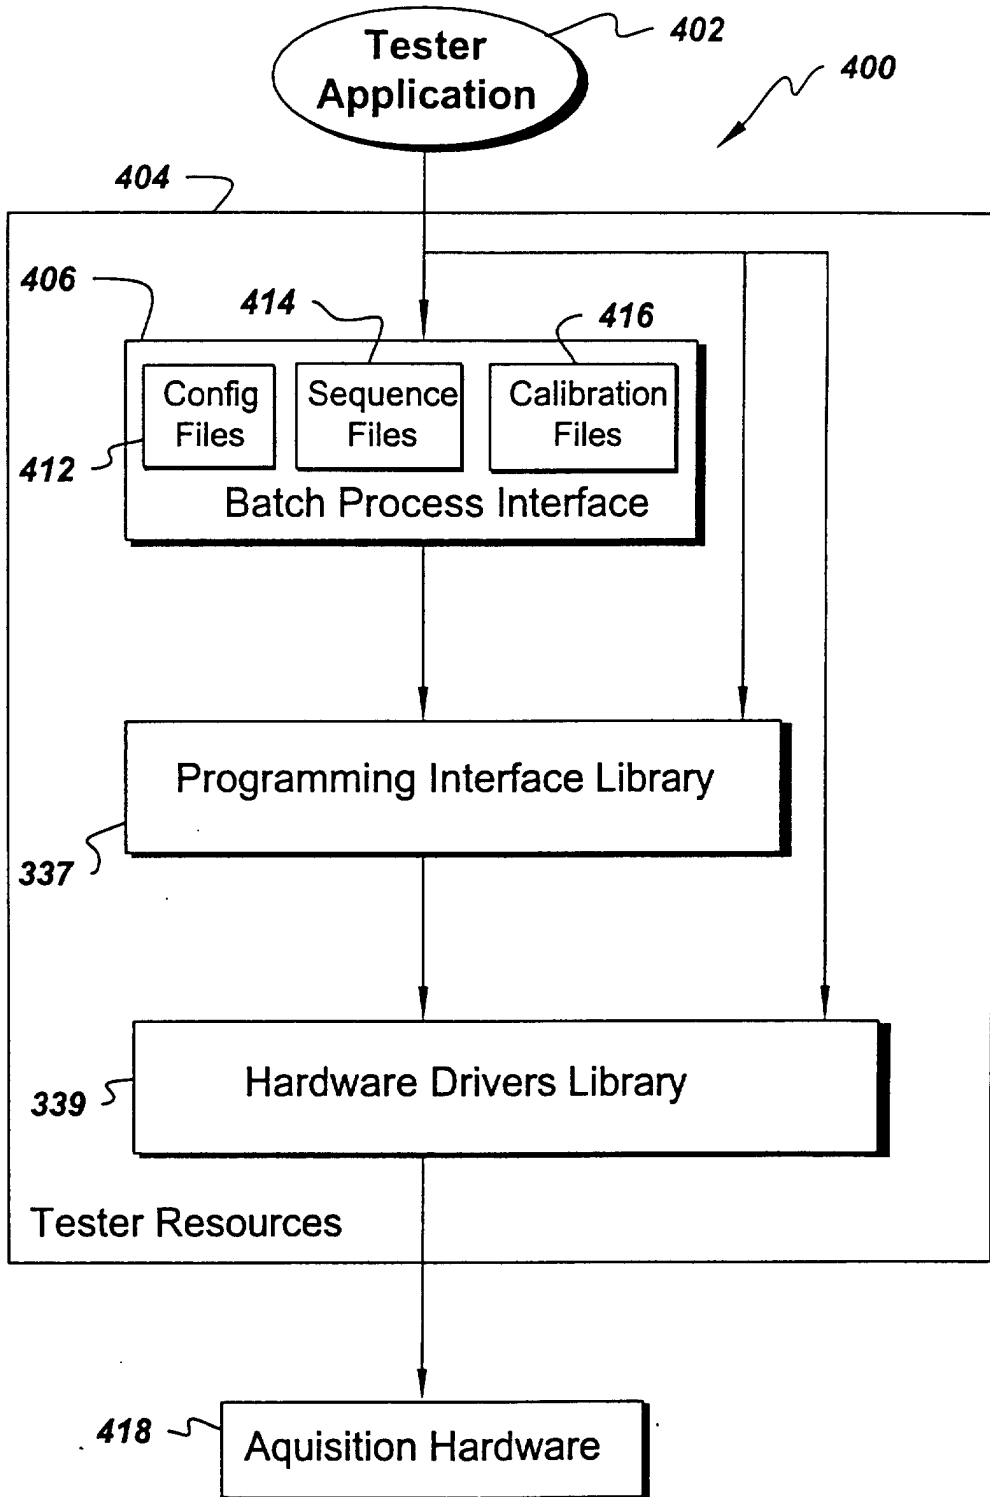 Tester
Application
402
400
404
406
414
416
Config
Files
Sequence
Files
Calibration
Files
412
Batch Process Interface
Programming Interface Library
337
Hardware Drivers Library
339
Tester Resources
418
Aquisition Hardware